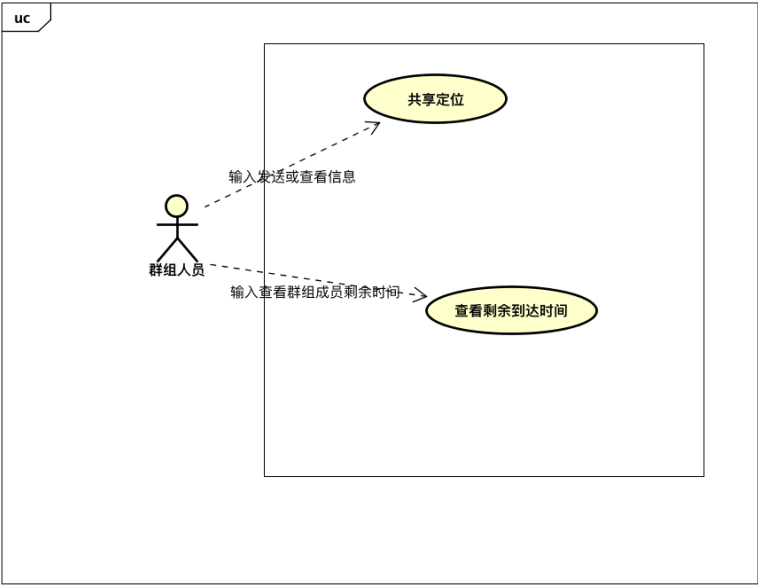 uc
共享定位
输入发送或查看信息
群组人员
输入查看群组成员剩余时间
查看剩余到达时间